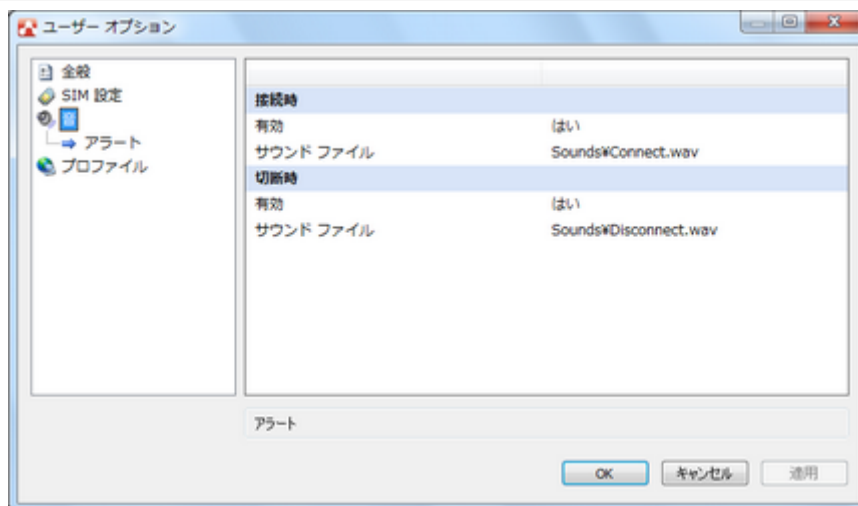 ユーザー オプション
全般
SIM 設定
音
アラート
プロファイル
接続時
有効 はい
サウンド ファイル Sounds¥Connect.wav
切断時
有効 はい
サウンド ファイル Sounds¥Disconnect.wav
アラート
OK キャンセル 適用